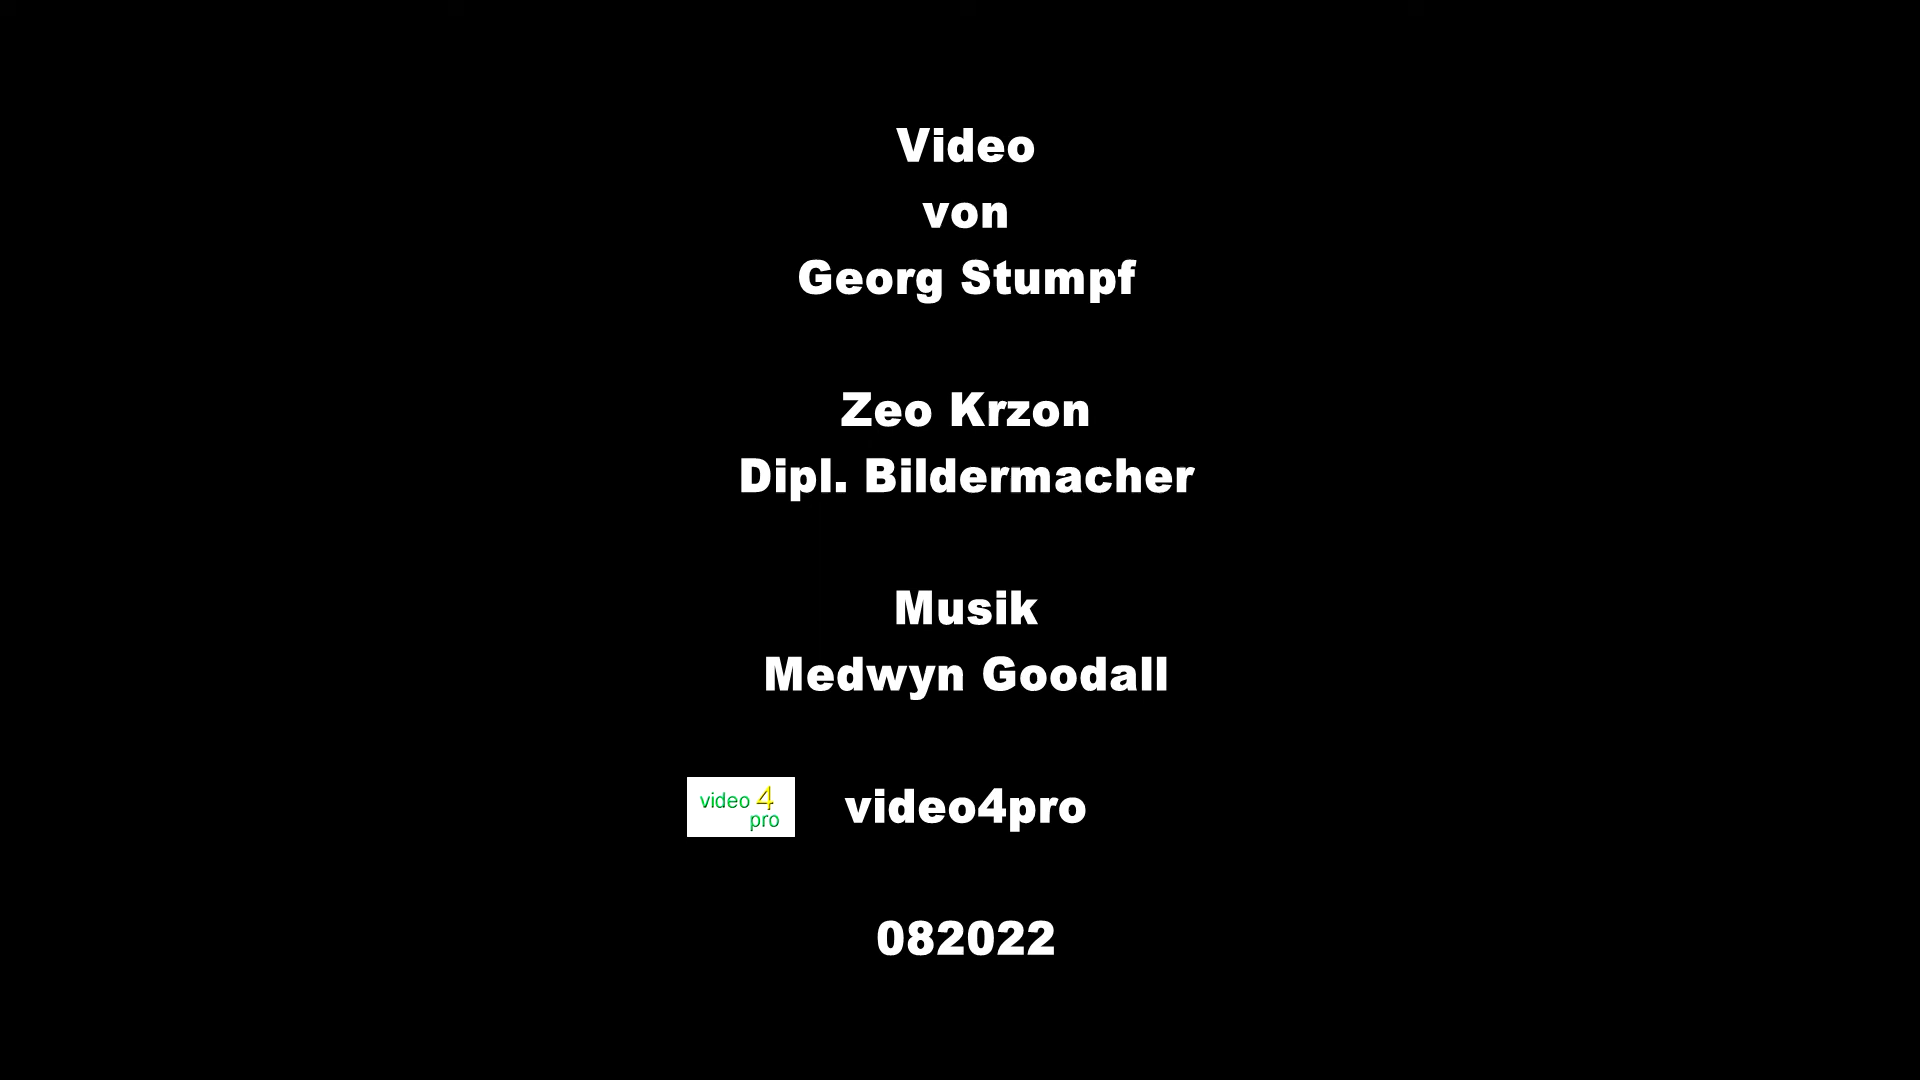 Video
von
Georg Stumpf
Zeo Krzon
Dipl. Bildermacher
Musik
Medwyn Goodall
video 4
pro
video4pro
082022